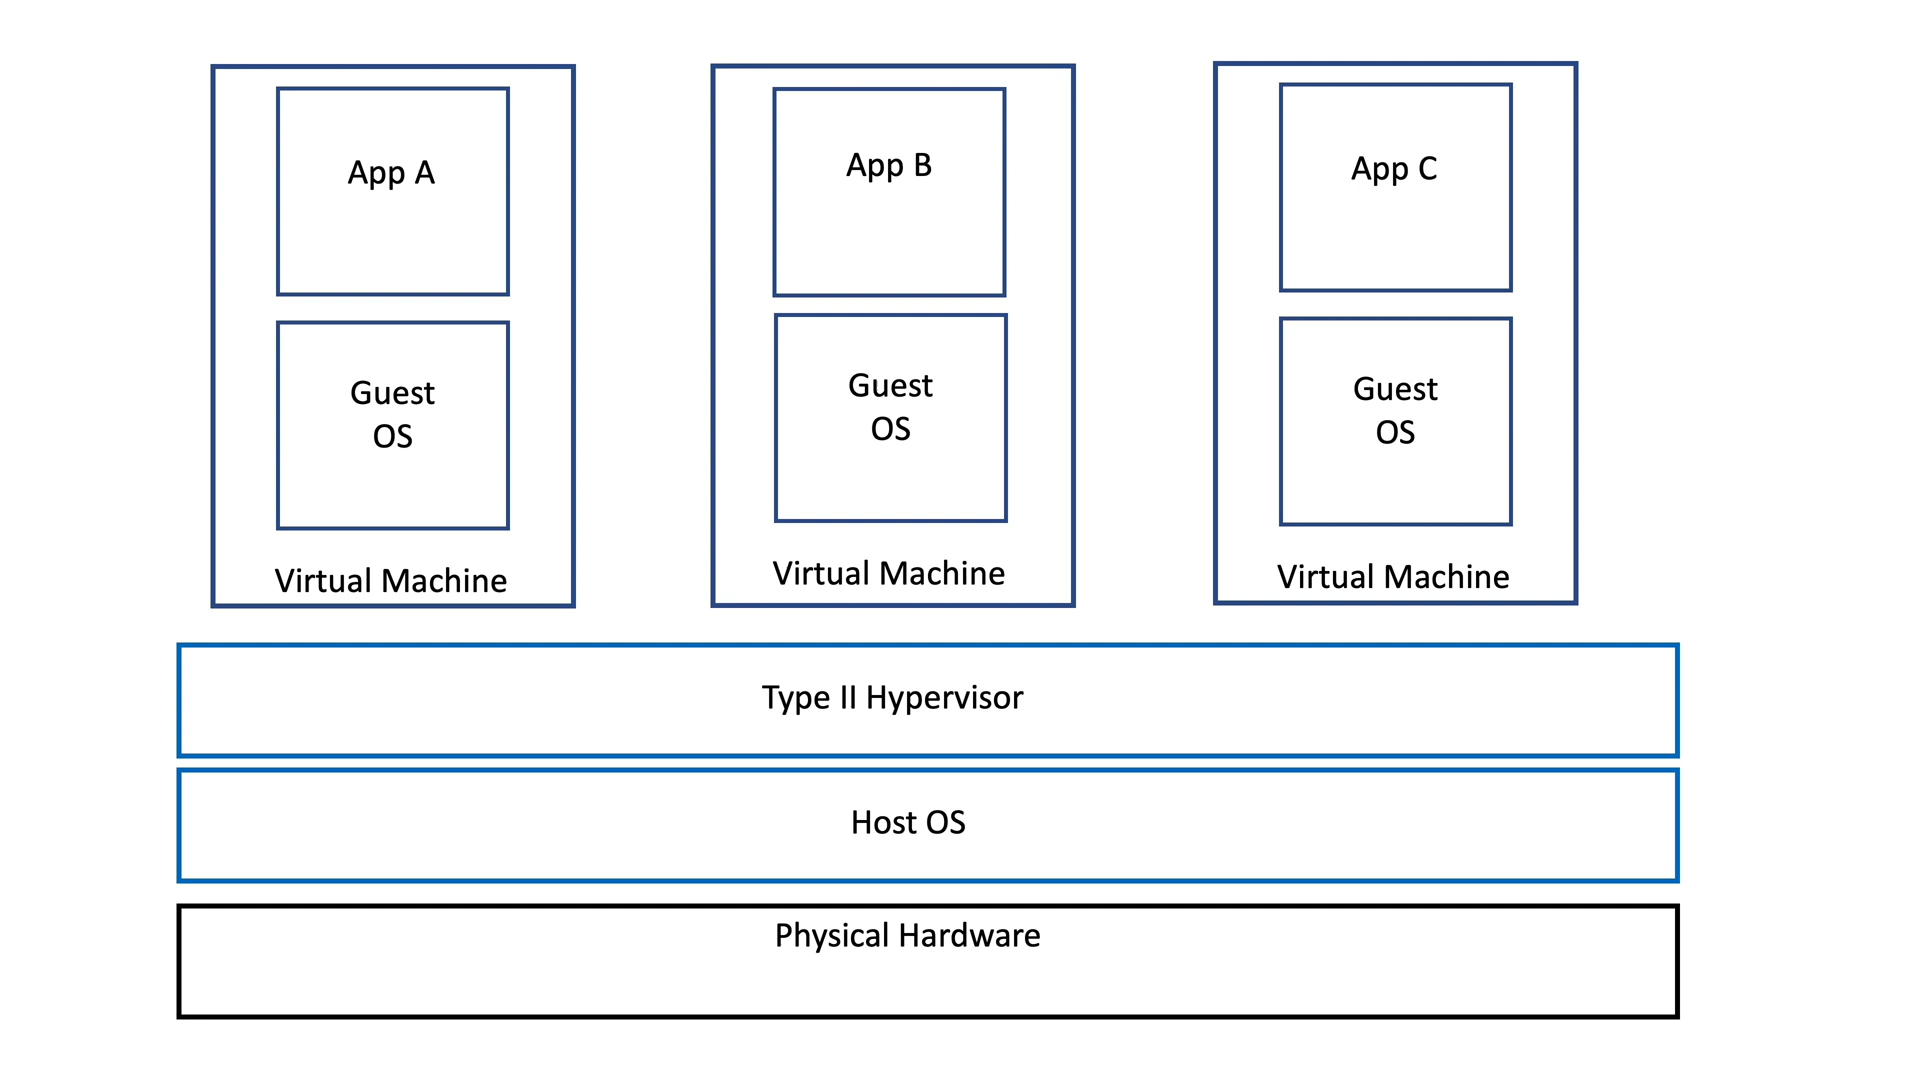 App A
Guest
OS
Virtual Machine
App B
Guest
OS
Virtual Machine
App C
Guest
OS
Virtual Machine
Type II Hypervisor
Host OS
Physical Hardware